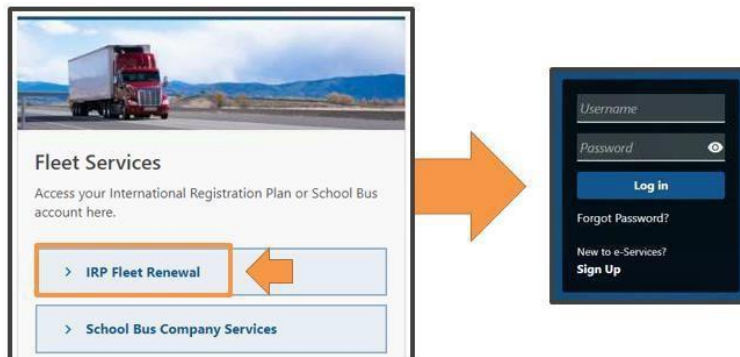 Fleet Services
Access your International Registration Plan or School Bus
account here.
> IRP Fleet Renewal
> School Bus Company Services
Username
Password
Log in
Forgot Password?
New to e-Services?
Sign Up